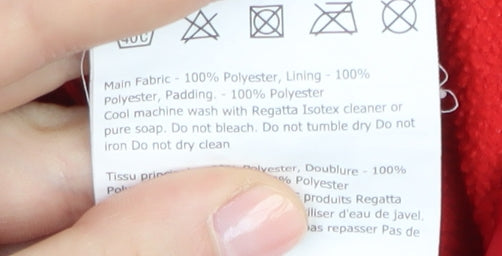 40C
Main Fabric - 100% Polyester, Lining - 100%
Polyester, Padding. - 100% Polyester
Cool machine wash with Regatta Isotex cleaner or
pure soap. Do not bleach. Do not tumble dry Do not
iron Do not dry clean
Tissu Polyester, Doublure - 100%
Polyester
produits Regatta
d'eau de javel.
pas repasser Pas de